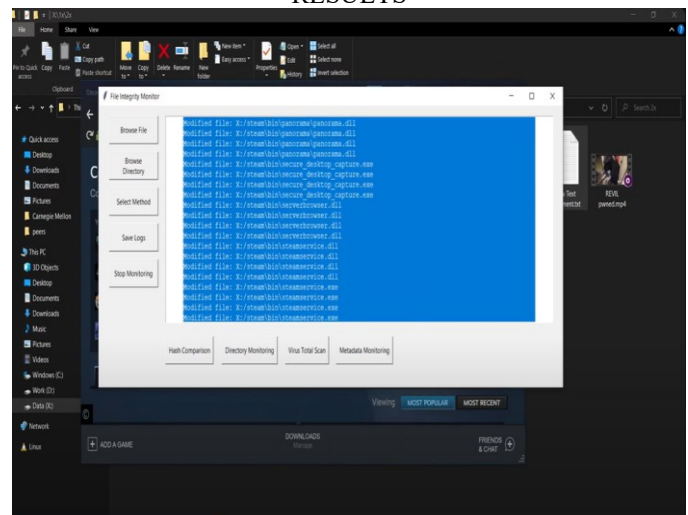 RESULTS
X:\1x\2x
File Home Share View
Pin to Quick access Copy Paste
Cut
Copy path
Paste shortcut
Move to Copy to Delete Rename New folder
New item
Easy access
Properties
Open
Edit
History
Select all
Select none
Invert selection
Clipboard
Search 2x
Quick access
Desktop
Downloads
Documents
Pictures
Carnegie Mellon
peers
This PC
3D Objects
Desktop
Documents
Downloads
Music
Pictures
Videos
Windows (C:)
Work (D:)
Data (X:)
Network
Linux
File Integrity Monitor
Browse File
Browse
Directory
Select Method
Save Logs
Stop Monitoring
Modified file: X:/steam\bin\panorama\panorama.dll
Modified file: X:/steam\bin\panorama\panorama.dll
Modified file: X:/steam\bin\panorama\panorama.dll
Modified file: X:/steam\bin\panorama\panorama.dll
Modified file: X:/steam\bin\secure_desktop_capture.exe
Modified file: X:/steam\bin\secure_desktop_capture.exe
Modified file: X:/steam\bin\secure_desktop_capture.exe
Modified file: X:/steam\bin\secure_desktop_capture.exe
Modified file: X:/steam\bin\serverbrowser.dll
Modified file: X:/steam\bin\serverbrowser.dll
Modified file: X:/steam\bin\serverbrowser.dll
Modified file: X:/steam\bin\serverbrowser.dll
Modified file: X:/steam\bin\steamservice.dll
Modified file: X:/steam\bin\steamservice.dll
Modified file: X:/steam\bin\steamservice.dll
Modified file: X:/steam\bin\steamservice.dll
Modified file: X:/steam\bin\steamservice.exe
Modified file: X:/steam\bin\steamservice.exe
Modified file: X:/steam\bin\steamservice.exe
Modified file: X:/steam\bin\steamservice.exe
Hash Comparison Directory Monitoring Virus Total Scan Metadata Monitoring
Text
REVIL
pwned.mp4
Viewing MOST POPULAR MOST RECENT
ADD A GAME
DOWNLOADS
Manage
FRIENDS
& CHAT